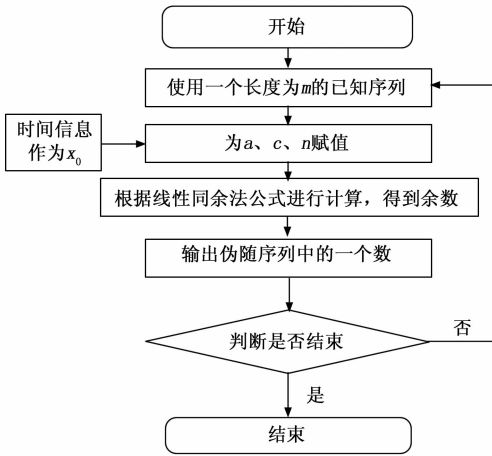 开始
使用一个长度为m的已知序列
时间信息
作为x₀
为a、c、n赋值
根据线性同余法公式进行计算，得到余数
输出伪随序列中的一个数
判断是否结束
否
是
结束